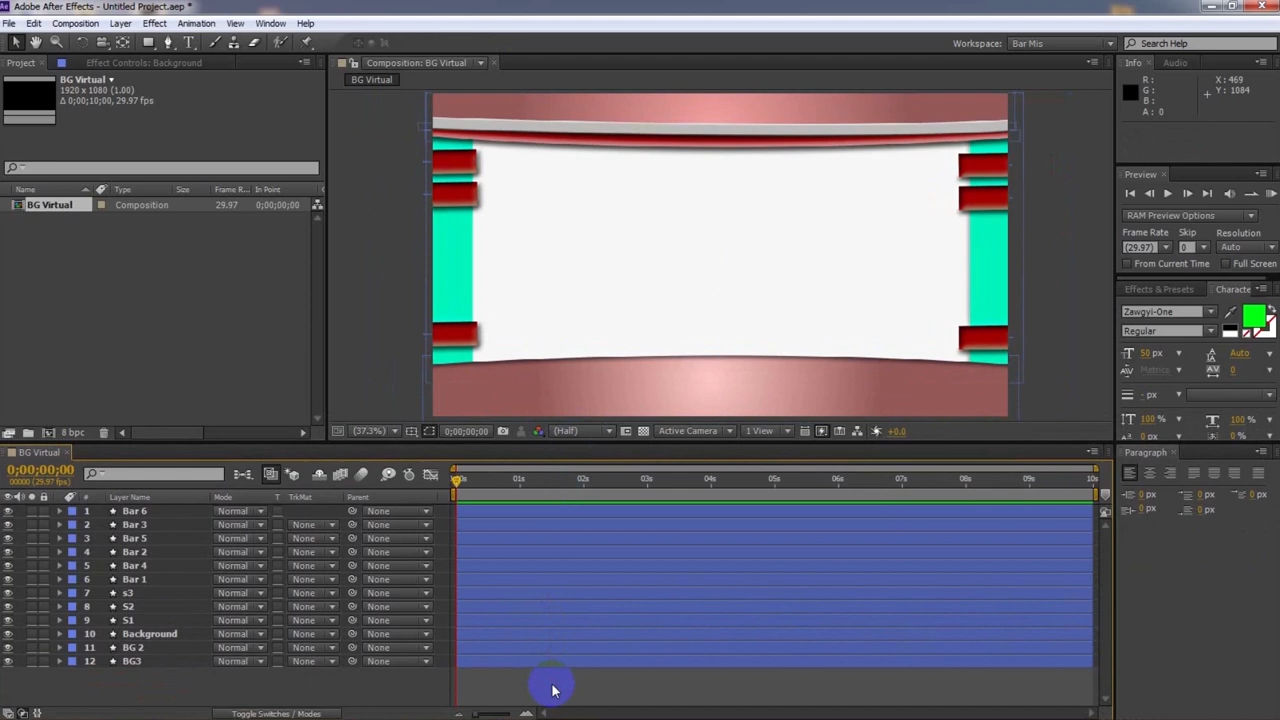 Adobe After Effects - Untitled Project.aep *
File Edit Composition Layer Effect Animation View Window Help
Workspace: Bar Mis Search Help
Project Effect Controls: Background Composition: BG Virtual Info Audio
BG Virtual
1920 x 1080 (1.00)
Δ 0;00;10;00, 29.97 fps
BG Virtual
R :
G :
B :
A : 0
X : 469
Y : 1084
Preview
Name Type Size Frame R... In Point
BG Virtual Composition 29.97 0;00;00;00
RAM Preview Options
Frame Rate Skip Resolution
(29.97) 0 Auto
From Current Time Full Screen
Effects & Presets Characte
Zawgyi-One
Regular
50 px Auto
Metrics 0
- px
100 % 100 %
0 px 0 %
8 bpc
(37.3%) 0;00;00;00 (Half) Active Camera 1 View +0.0
BG Virtual
Paragraph
0;00;00;00
00000 (29.97 fps)
01s 02s 03s 04s 05s 06s 07s 08s 09s 10s
0 px 0 px 0 px
0 px 0 px
# Layer Name Mode T TrkMat Parent
1 Bar 6 Normal None
2 Bar 3 Normal None None
3 Bar 5 Normal None None
4 Bar 2 Normal None None
5 Bar 4 Normal None None
6 Bar 1 Normal None None
7 s3 Normal None None
8 S2 Normal None None
9 S1 Normal None None
10 Background Normal None None
11 BG 2 Normal None None
12 BG3 Normal None None
Toggle Switches / Modes